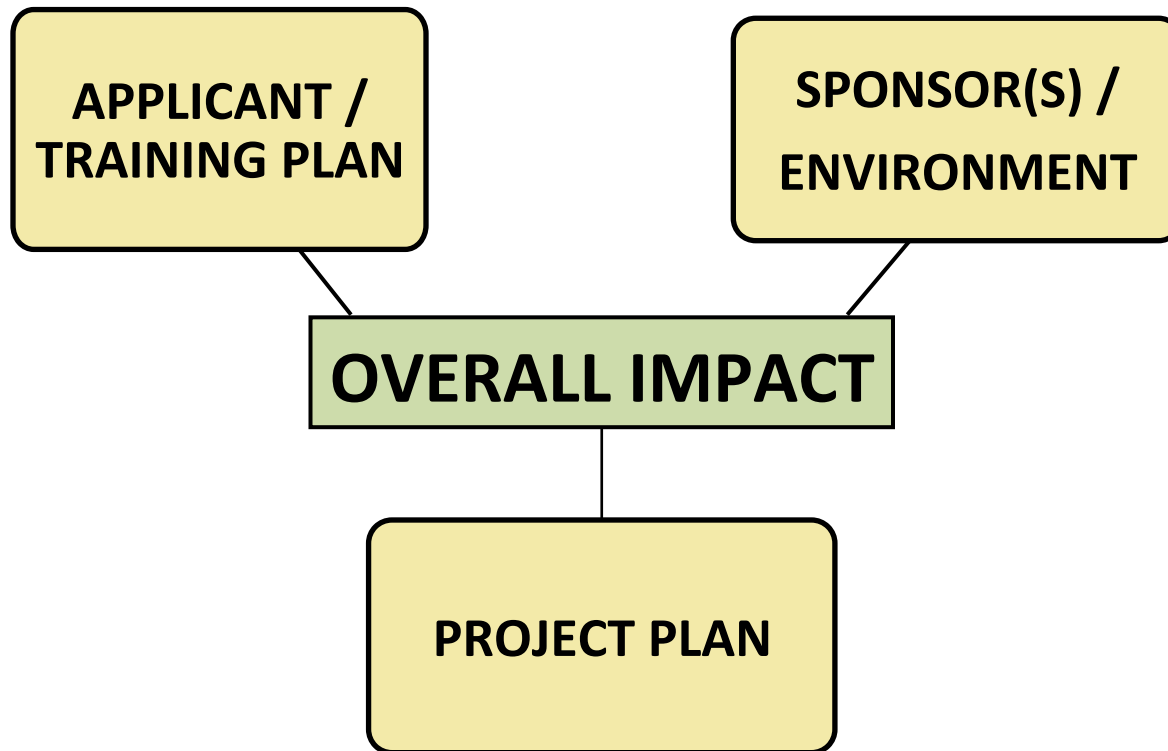 APPLICANT /
TRAINING PLAN
SPONSOR(S) /
ENVIRONMENT
OVERALL IMPACT
PROJECT PLAN